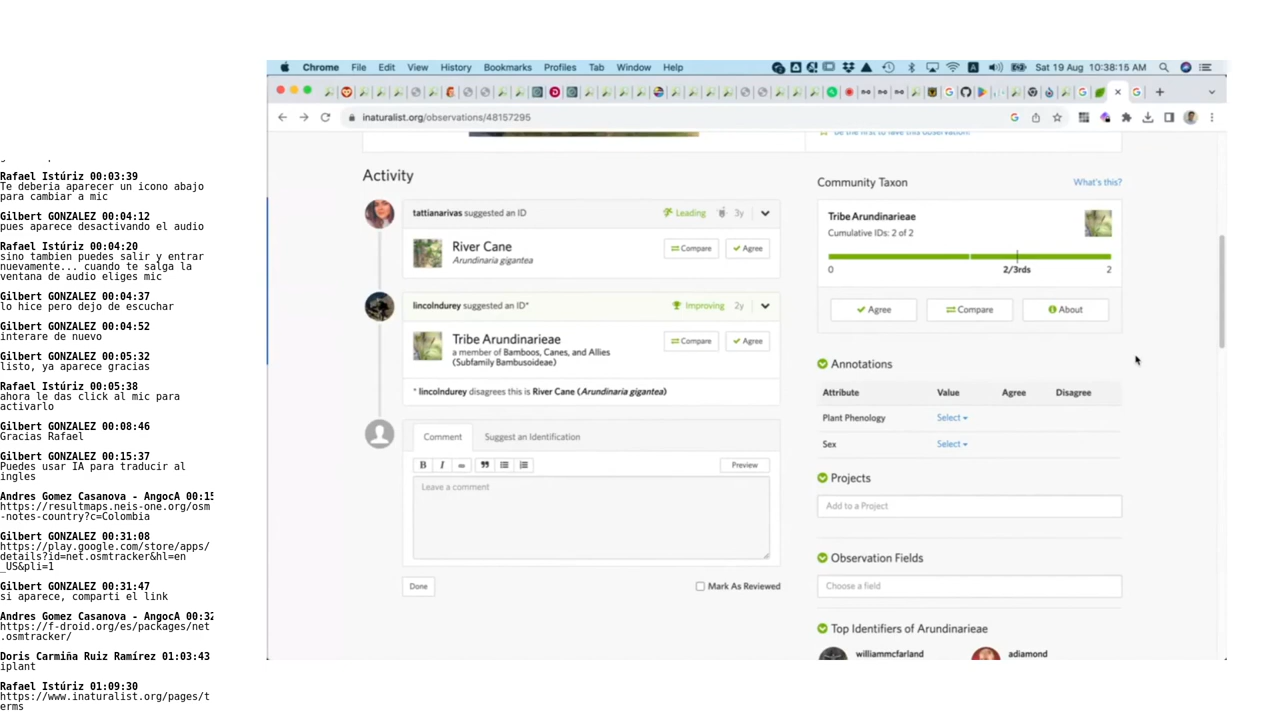 Rafael Istúriz 00:03:39
Te deberia aparecer un icono abajo
para cambiar a mic
Gilbert GONZALEZ 00:04:12
pues aparece desactivando el audio
Rafael Istúriz 00:04:20
sino tambien puedes salir y entrar
nuevamente... cuando te salga la
ventana de audio eliges mic
Gilbert GONZALEZ 00:04:37
lo hice pero dejo de escuchar
Gilbert GONZALEZ 00:04:52
interare de nuevo
Gilbert GONZALEZ 00:05:32
listo, ya aparece gracias
Rafael Istúriz 00:05:38
ahora le das click al mic para
activarlo
Gilbert GONZALEZ 00:08:46
Gracias Rafael
Gilbert GONZALEZ 00:15:37
Puedes usar IA para traducir al
ingles
Andres Gomez Casanova - AngocA 00:15
https://resultmaps.neis-one.org/osm
-notes-country?c=Colombia
Gilbert GONZALEZ 00:31:08
https://play.google.com/store/apps/
details?id=net.osmtracker&hl=en
_US&pli=1
Gilbert GONZALEZ 00:31:47
si aparece, comparti el link
Andres Gomez Casanova - AngocA 00:32
https://f-droid.org/es/packages/net
.osmtracker/
Doris Carmiña Ruiz Ramírez 01:03:43
iplant
Rafael Istúriz 01:09:30
https://www.inaturalist.org/pages/t
erms
Chrome File Edit View History Bookmarks Profiles Tab Window Help Sat 19 Aug 10:38:15 AM
inaturalist.org/observations/48157295
Be the first to fave this observation!
Activity
tattianarivas suggested an ID Leading 3y
River Cane
Arundinaria gigantea
Compare Agree
lincolndurey suggested an ID* Improving 2y
Tribe Arundinarieae
a member of Bamboos, Canes, and Allies
(Subfamily Bambusoideae)
Compare Agree
* lincolndurey disagrees this is River Cane (Arundinaria gigantea)
Comment Suggest an Identification
B I Preview
Leave a comment
Done Mark As Reviewed
Community Taxon What's this?
Tribe Arundinarieae
Cumulative IDs: 2 of 2
0 2/3rds 2
Agree Compare About
Annotations
Attribute Value Agree Disagree
Plant Phenology Select
Sex Select
Projects
Add to a Project
Observation Fields
Choose a field
Top Identifiers of Arundinarieae
williammcfarland adiamond